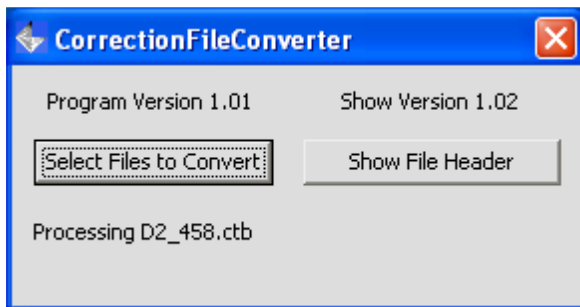 CorrectionFileConverter
Program Version 1.01 Show Version 1.02
Select Files to Convert Show File Header
Processing D2_458.ctb